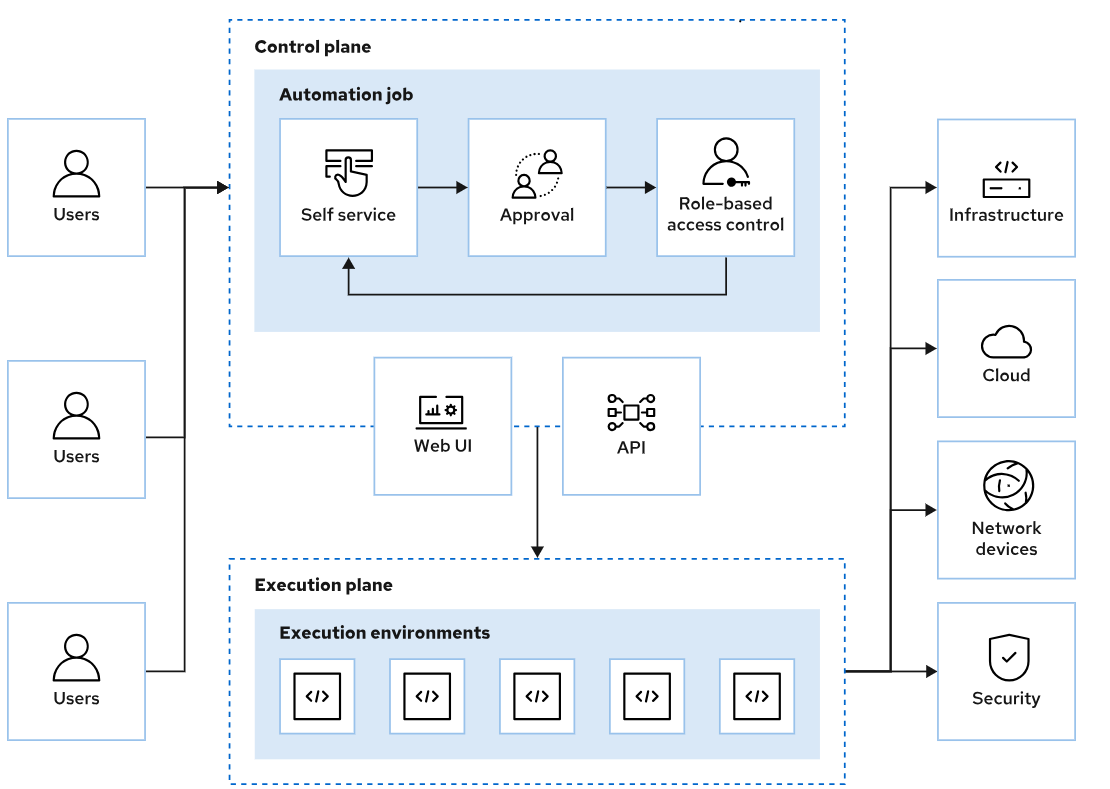 Control plane
Automation job
Users
Self service
Approval
Role-based
access control
Infrastructure
Cloud
Users
Web UI
API
Network
devices
Execution plane
Execution environments
</>
</>
</>
</>
</>
Users
Security